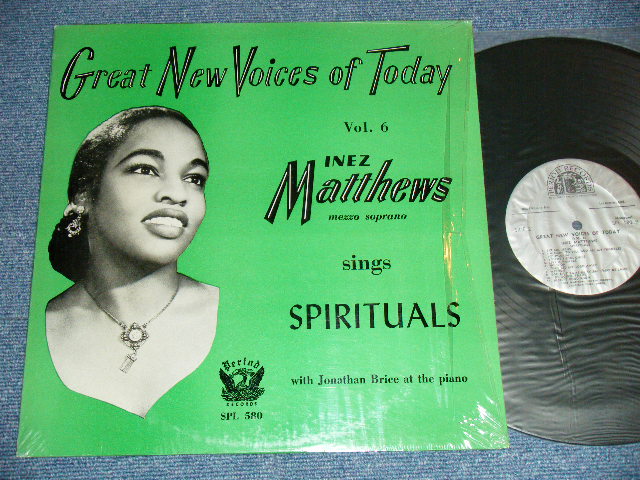 Great New Voices of Today
Vol. 6
INEZ
Matthews
mezzo soprano
sings
SPIRITUALS
Period
RECORDS
SPL 580
with Jonathan Brice at the piano
GREAT NEW VOICES OF TODAY
INEZ MATTHEWS